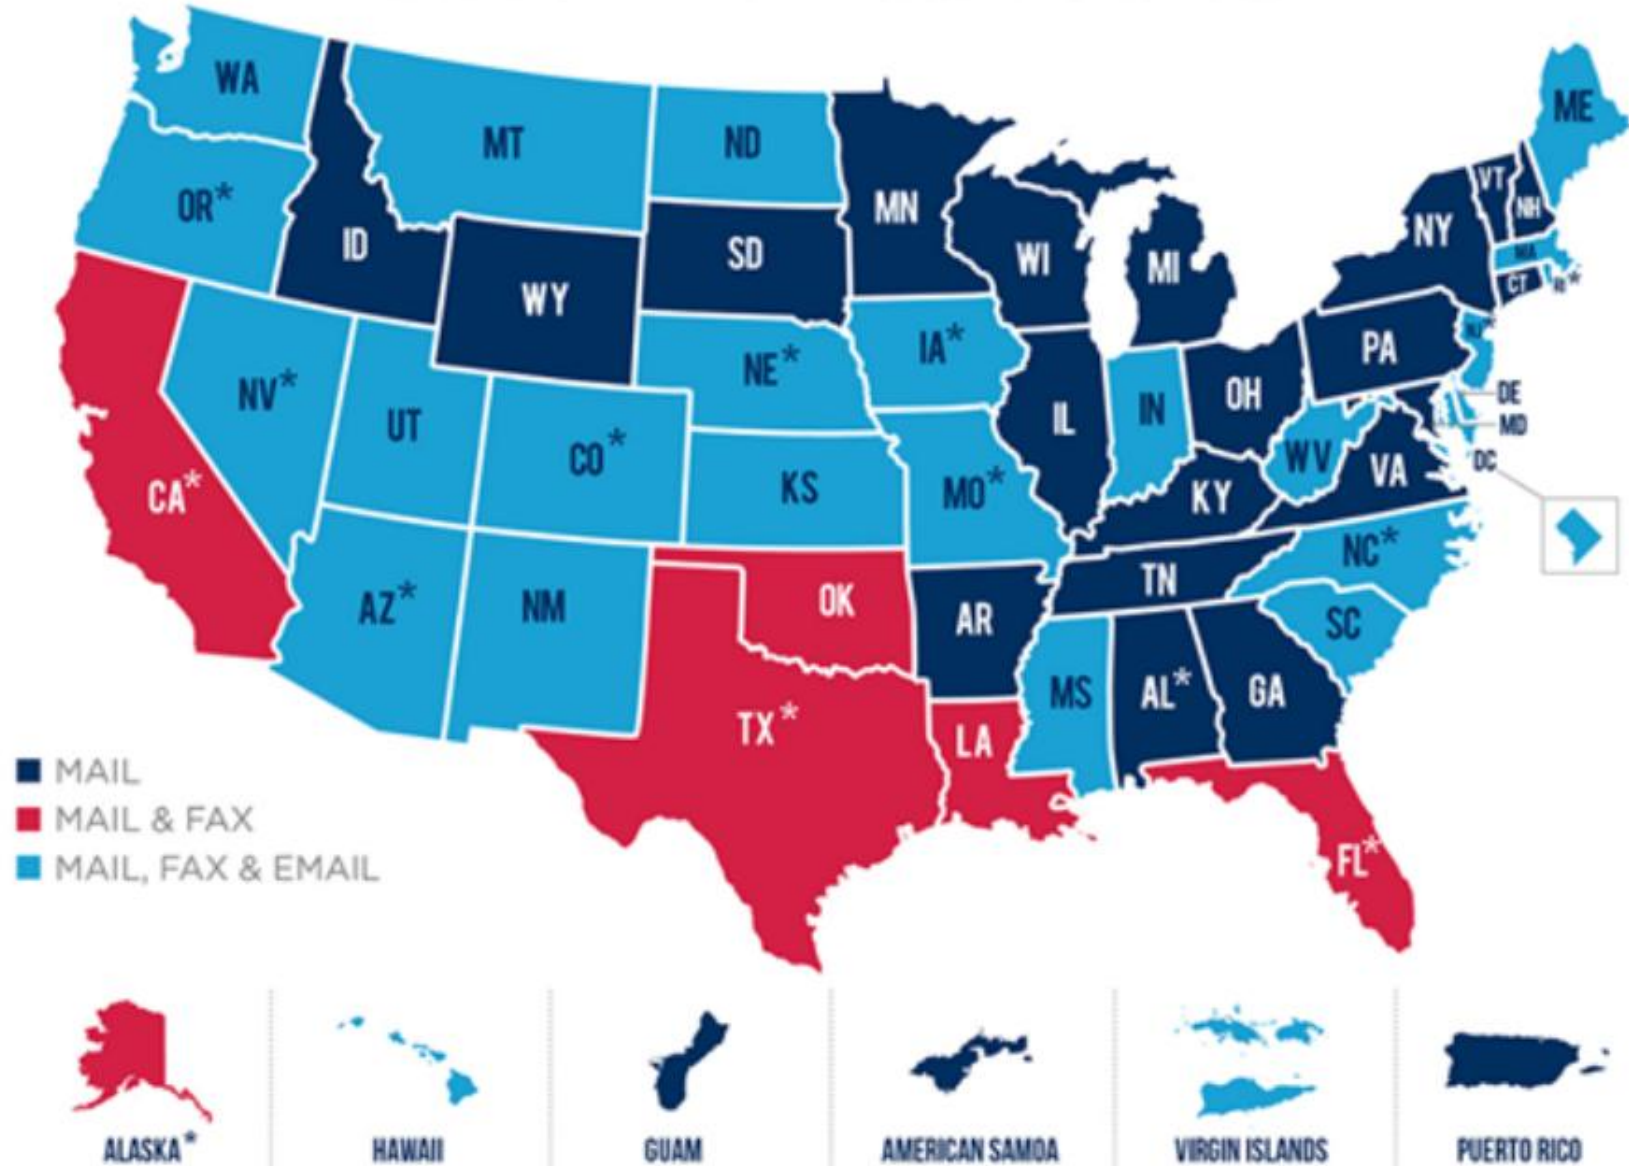 WA
MT
ND
MN
ME
OR*
ID
SD
WI
MI
NY
VT
NH
MA
CT
RI*
WY
IA*
NE*
PA
NJ*
NV*
UT
CO*
IL
IN
OH
DE
MD
DC
CA*
KS
MO*
WV
VA
KY
NC*
AZ*
NM
OK
AR
TN
SC
TX*
LA
MS
AL*
GA
FL*
MAIL
MAIL & FAX
MAIL, FAX & EMAIL
ALASKA*
HAWAII
GUAM
AMERICAN SAMOA
VIRGIN ISLANDS
PUERTO RICO